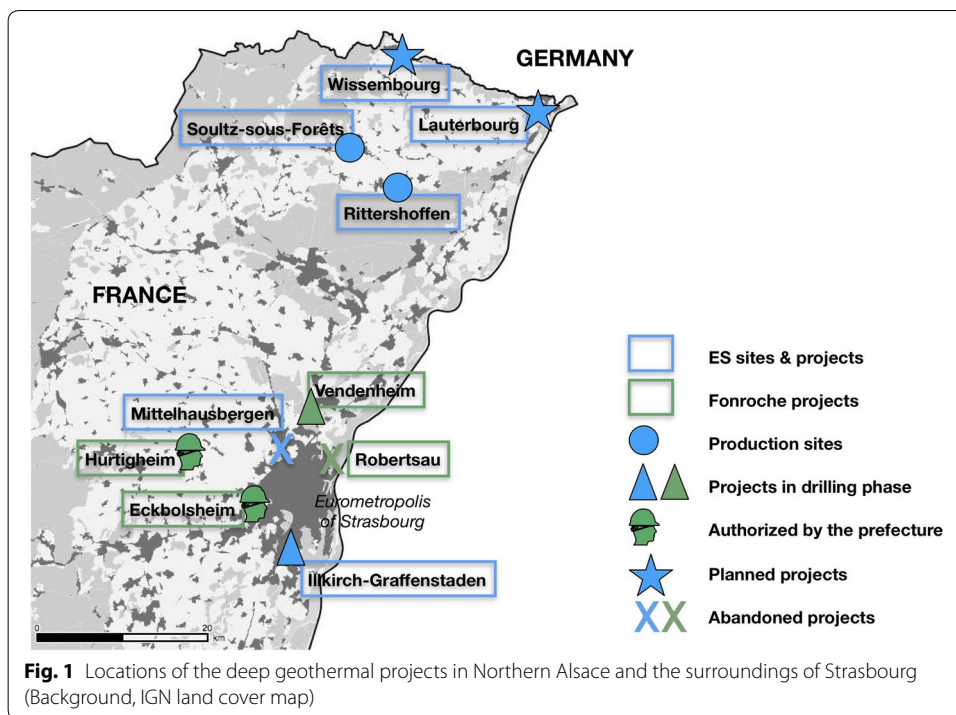 GERMANY
Wissembourg
Lauterbourg
Soultz-sous-Forêts
Rittershoffen
FRANCE
Vendenheim
Mittelhausbergen
Hurtigheim
Robertsau
Eckbolsheim
Eurometropolis
of Strasbourg
Illkirch-Graffenstaden
ES sites & projects
Fonroche projects
Production sites
Projects in drilling phase
Authorized by the prefecture
Planned projects
XX Abandoned projects
0 20
km
Fig. 1 Locations of the deep geothermal projects in Northern Alsace and the surroundings of Strasbourg
(Background, IGN land cover map)